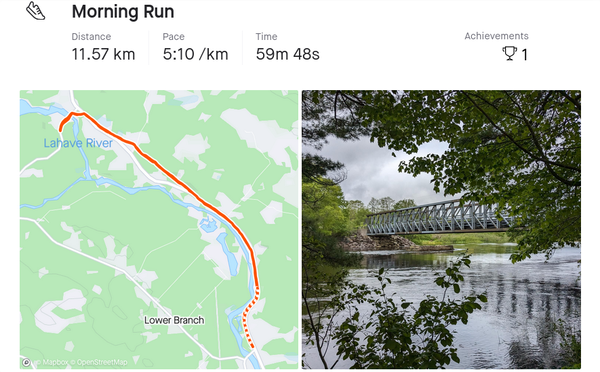 Morning Run
Distance
Pace
Time
Achievements
11.57 km
5:10 /km
59m 48s
1
Lahave River
Lower Branch
© Mapbox © OpenStreetMap